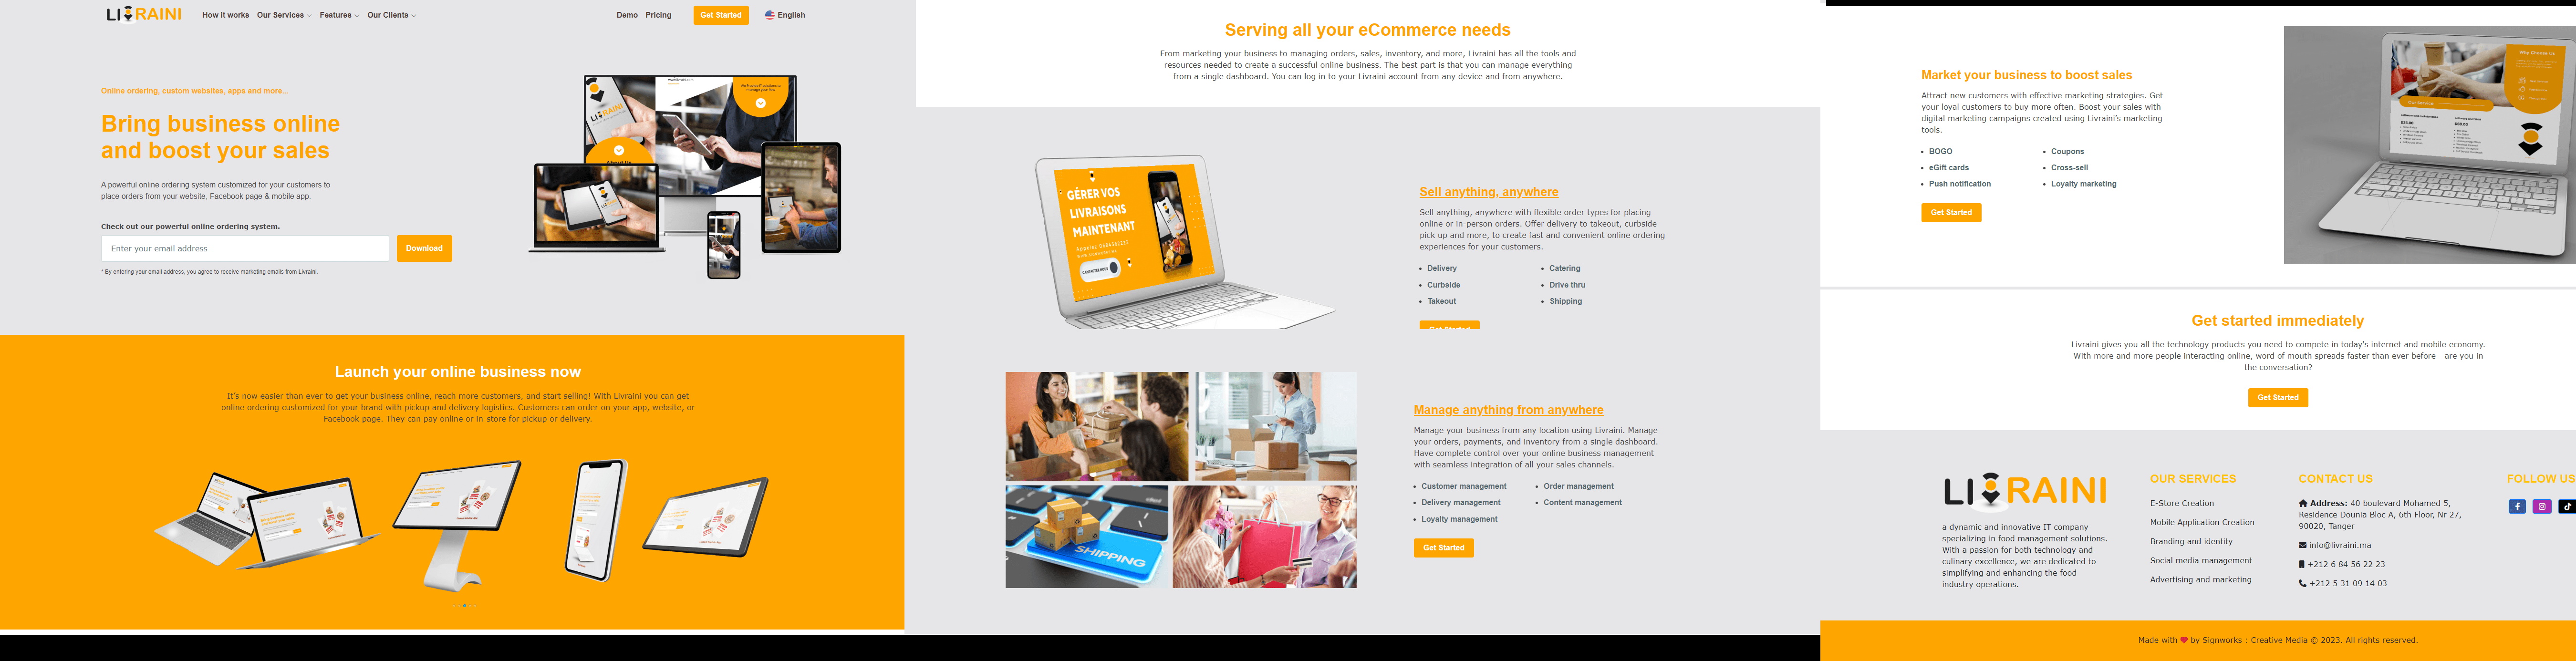 LIVRAINI
How it works Our Services Features Our Clients Demo Pricing Get Started English
Online ordering, custom websites, apps and more...
Bring business online
and boost your sales
A powerful online ordering system customized for your customers to
place orders from your website, Facebook page & mobile app.
Check out our powerful online ordering system.
Enter your email address Download
* By entering your email address, you agree to receive marketing emails from Livraini.
About Us
Launch your online business now
It's now easier than ever to get your business online, reach more customers, and start selling! With Livraini you can get
online ordering customized for your brand with pickup and delivery logistics. Customers can order on your app, website, or
Facebook page. They can pay online or in-store for pickup or delivery.
Serving all your eCommerce needs
From marketing your business to managing orders, sales, inventory, and more, Livraini has all the tools and
resources needed to create a successful online business. The best part is that you can manage everything
from a single dashboard. You can log in to your Livraini account from any device and from anywhere.
GÉRER VOS
LIVRAISONS
MAINTENANT
CONTACTEZ NOUS
Sell anything, anywhere
Sell anything, anywhere with flexible order types for placing
online or in-person orders. Offer delivery to takeout, curbside
pick up and more, to create fast and convenient online ordering
experiences for your customers.
Delivery Catering
Curbside Drive thru
Takeout Shipping
Get Started
SHIPPING
Manage anything from anywhere
Manage your business from any location using Livraini. Manage
your orders, payments, and inventory from a single dashboard.
Have complete control over your online business management
with seamless integration of all your sales channels.
Customer management Order management
Delivery management Content management
Loyalty management
Get Started
Market your business to boost sales
Attract new customers with effective marketing strategies. Get
your loyal customers to buy more often. Boost your sales with
digital marketing campaigns created using Livraini's marketing
tools.
BOGO Coupons
eGift cards Cross-sell
Push notification Loyalty marketing
Get Started
Why Choose Us
Our Service
Get started immediately
Livraini gives you all the technology products you need to compete in today's internet and mobile economy.
With more and more people interacting online, word of mouth spreads faster than ever before - are you in
the conversation?
Get Started
LIVRAINI
a dynamic and innovative IT company
specializing in food management solutions.
With a passion for both technology and
culinary excellence, we are dedicated to
simplifying and enhancing the food
industry operations.
OUR SERVICES
E-Store Creation
Mobile Application Creation
Branding and identity
Social media management
Advertising and marketing
CONTACT US
Address: 40 boulevard Mohamed 5,
Residence Dounia Bloc A, 6th Floor, Nr 27,
90020, Tanger
info@livraini.ma
+212 6 84 56 22 23
+212 5 31 09 14 03
FOLLOW US
Made with ❤ by Signworks : Creative Media © 2023. All rights reserved.